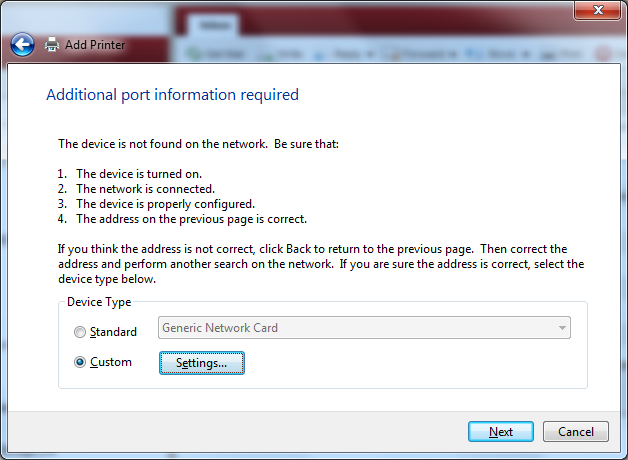 Add Printer
Additional port information required
The device is not found on the network.  Be sure that:
1.   The device is turned on.
2.   The network is connected.
3.   The device is properly configured.
4.   The address on the previous page is correct.
If you think the address is not correct, click Back to return to the previous page.  Then correct the
address and perform another search on the network.  If you are sure the address is correct, select the
device type below.
Device Type
Standard
Generic Network Card
Custom
Settings...
Next
Cancel